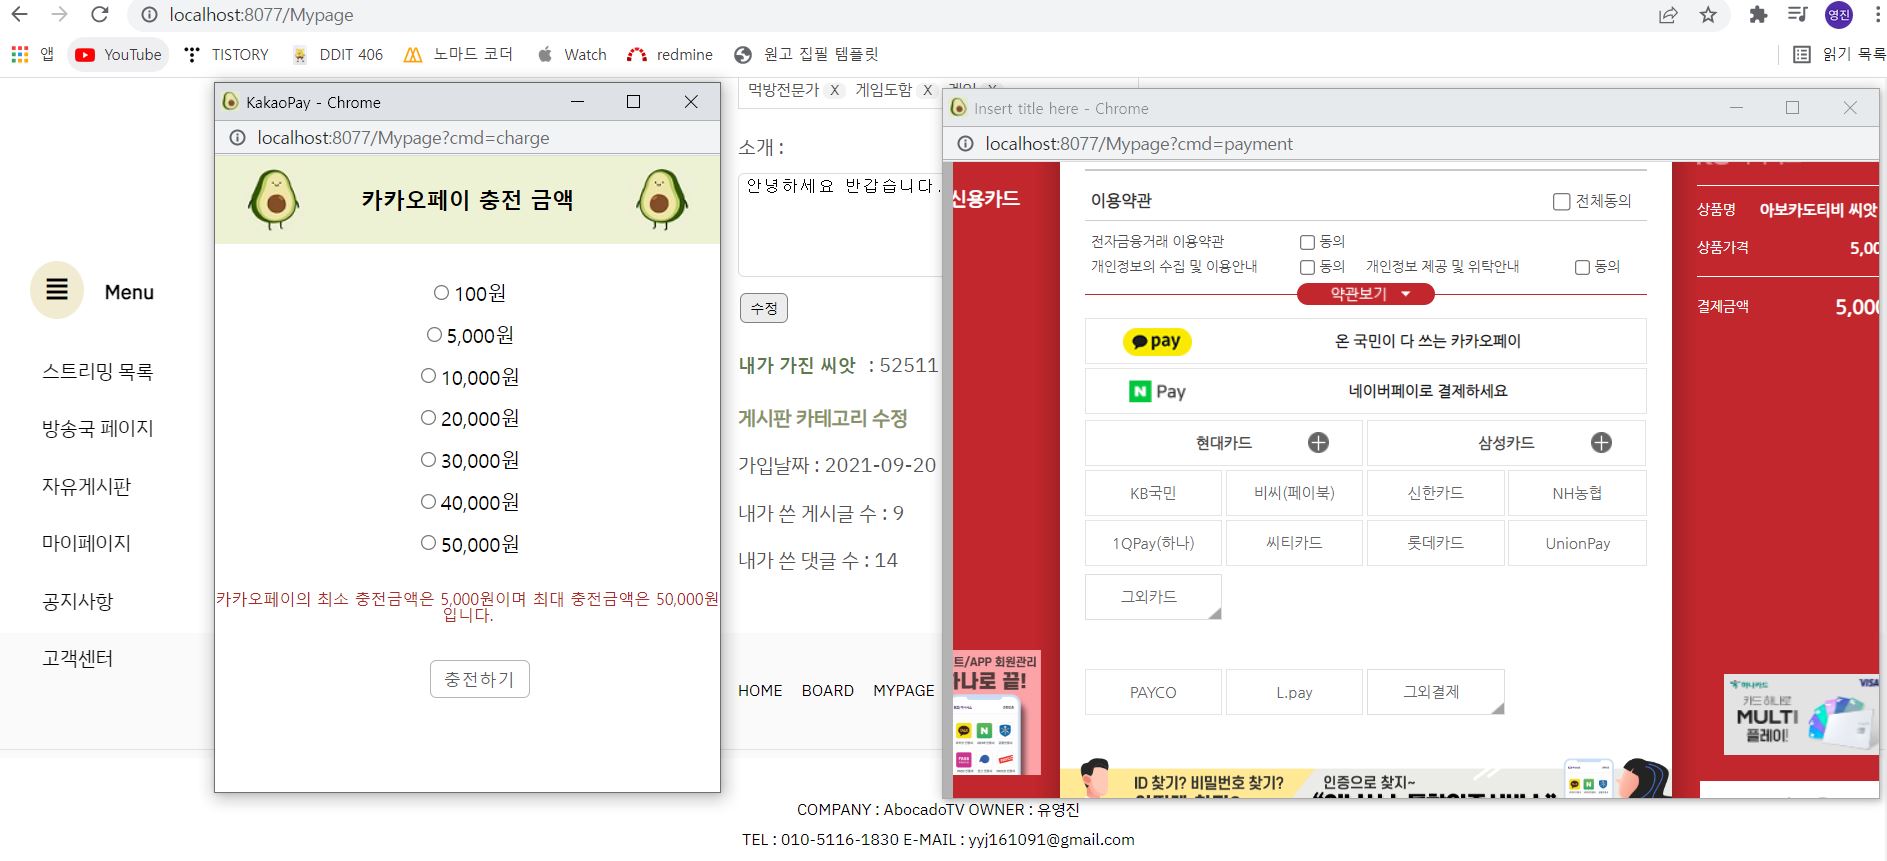 localhost:8077/Mypage
영진
앱 YouTube TISTORY DDIT 406 노마드 코더 Watch redmine 원고 집필 템플릿 읽기 목록
Menu
스트리밍 목록
방송국 페이지
자유게시판
마이페이지
공지사항
고객센터
KakaoPay - Chrome
localhost:8077/Mypage?cmd=charge
카카오페이 충전 금액
100원
5,000원
10,000원
20,000원
30,000원
40,000원
50,000원
카카오페이의 최소 충전금액은 5,000원이며 최대 충전금액은 50,000원
입니다.
충전하기
먹방전문가 X 게임도함 X
소개 :
안녕하세요 반갑습니다.
수정
내가 가진 씨앗 : 52511
게시판 카테고리 수정
가입날짜 : 2021-09-20
내가 쓴 게시글 수 : 9
내가 쓴 댓글 수 : 14
HOME BOARD MYPAGE
Insert title here - Chrome
localhost:8077/Mypage?cmd=payment
신용카드
이용약관 전체동의
전자금융거래 이용약관 동의
개인정보의 수집 및 이용안내 동의 개인정보 제공 및 위탁안내 동의
약관보기
pay 온 국민이 다 쓰는 카카오페이
N Pay 네이버페이로 결제하세요
현대카드 삼성카드
KB국민 비씨(페이북) 신한카드 NH농협
1QPay(하나) 씨티카드 롯데카드 UnionPay
그외카드
PAYCO L.pay 그외결제
상품명 아보카도티비 씨앗
상품가격 5,00
결제금액 5,000
트/APP 회원관리
하나로 끝!
하나카드 VISA
카드 하나로
MULTI
플레이!
ID 찾기? 비밀번호 찾기? 인증으로 찾지~
COMPANY : AbocadoTV OWNER : 유영진
TEL : 010-5116-1830 E-MAIL : yyj161091@gmail.com